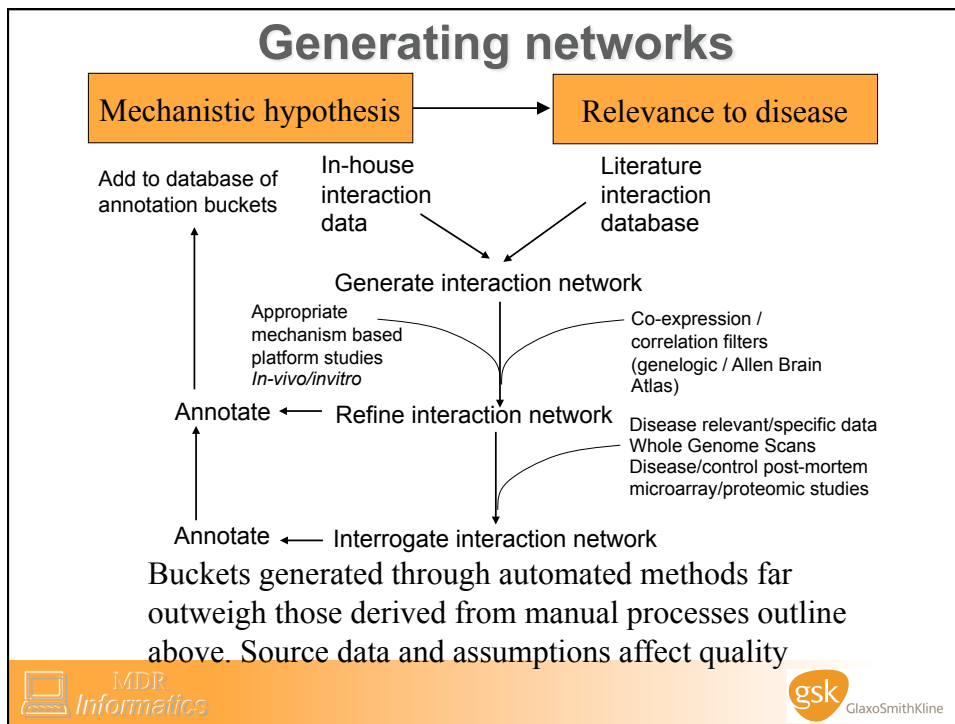 Generating networks
Mechanistic hypothesis
Relevance to disease
Add to database of
annotation buckets
In-house
interaction
data
Literature
interaction
database
Generate interaction network
Appropriate
mechanism based
platform studies
In-vivo/invitro
Co-expression /
correlation filters
(genelogic / Allen Brain
Atlas)
Annotate
Refine interaction network
Disease relevant/specific data
Whole Genome Scans
Disease/control post-mortem
microarray/proteomic studies
Annotate
Interrogate interaction network
Buckets generated through automated methods far
outweigh those derived from manual processes outline
above. Source data and assumptions affect quality
MDR
Informatics
gsk
GlaxoSmithKline